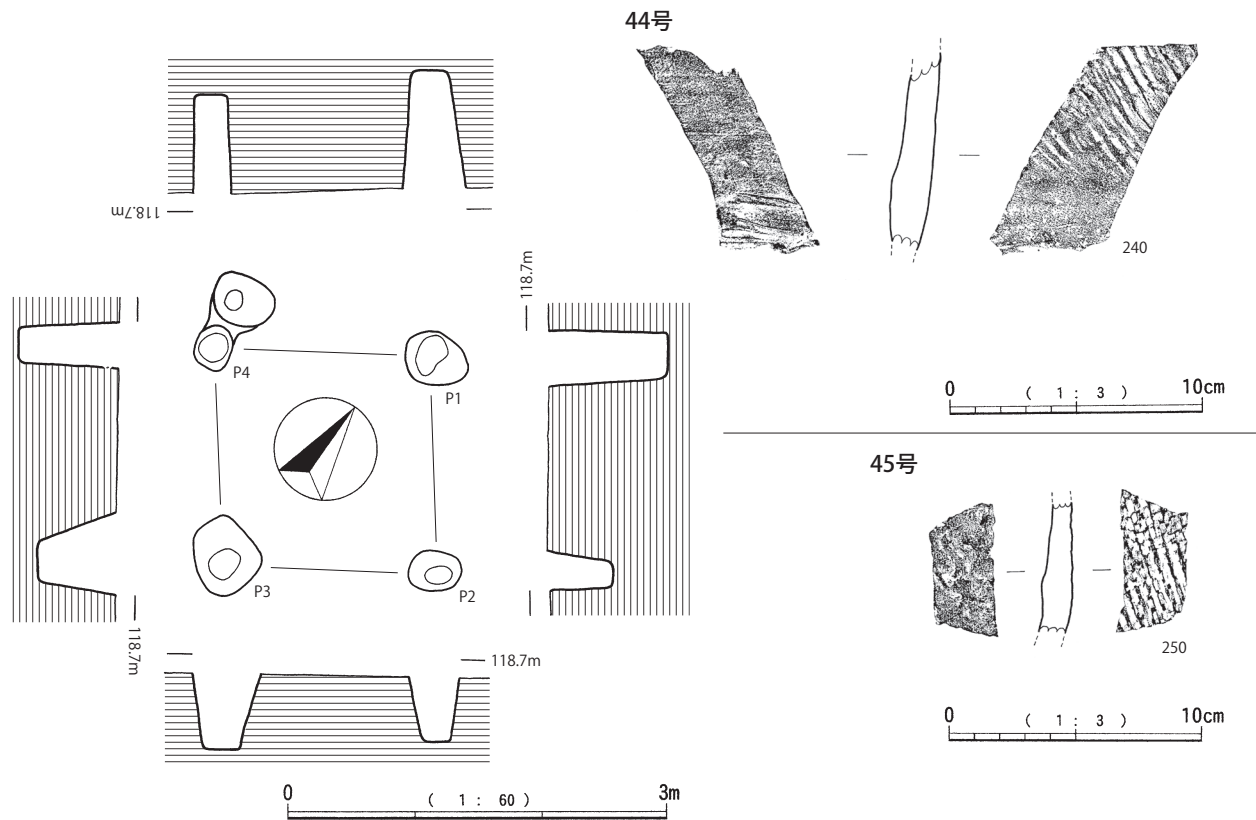 44号
240
0 ( 1 : 3 ) 10cm
45号
250
0 ( 1 : 3 ) 10cm
118.7m
118.7m
P4
P1
P3
P2
118.7m
118.7m
0 ( 1 : 60 ) 3m